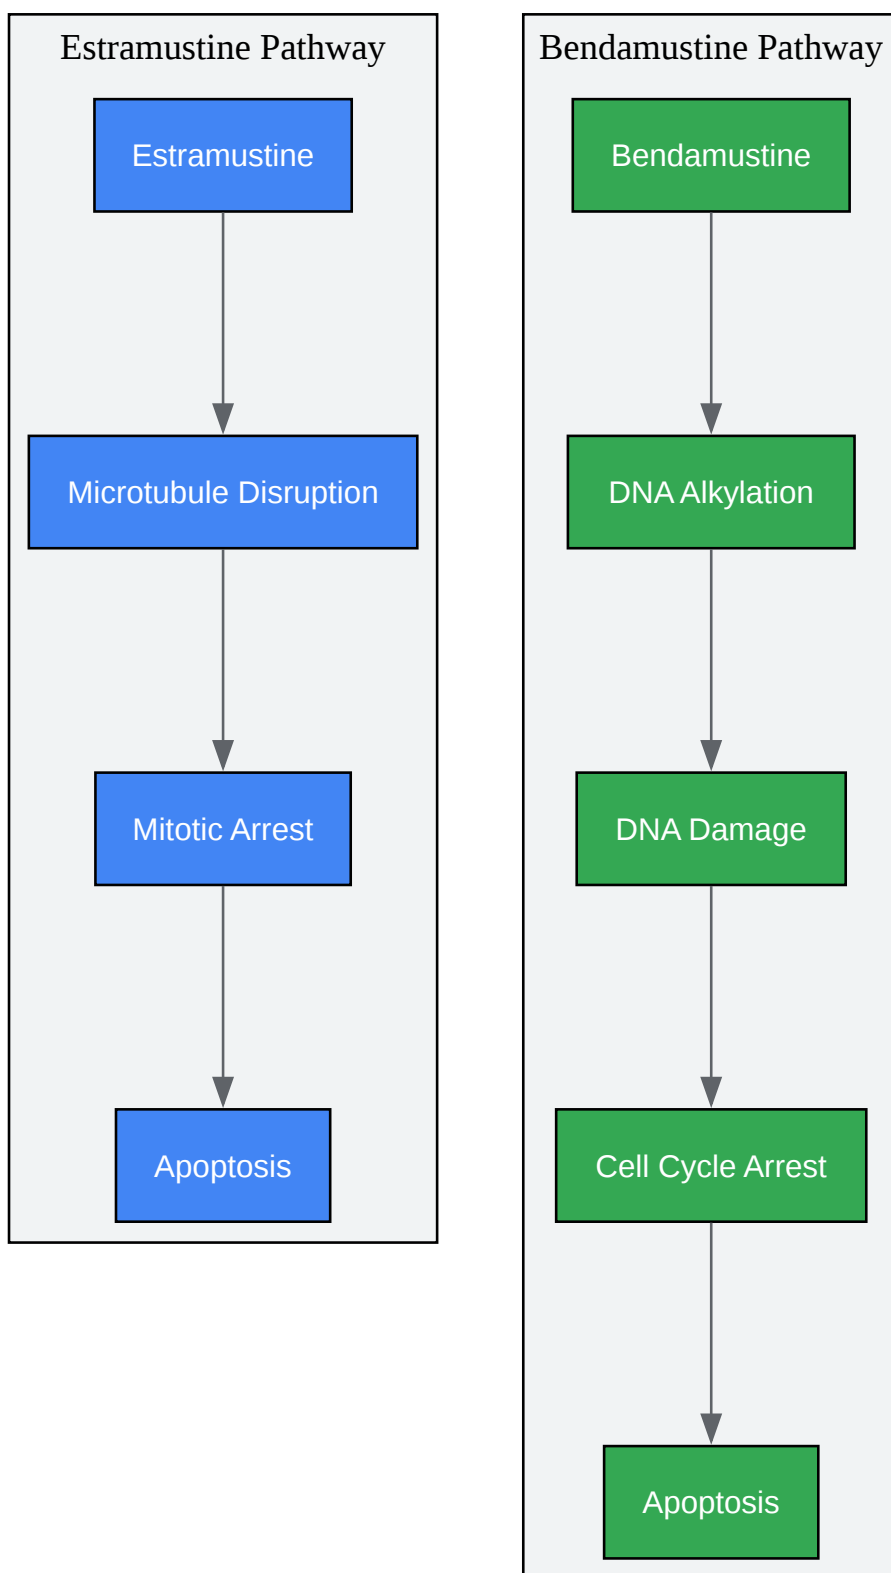 Estramustine Pathway
Estramustine
Microtubule Disruption
Mitotic Arrest
Apoptosis
Bendamustine Pathway
Bendamustine
DNA Alkylation
DNA Damage
Cell Cycle Arrest
Apoptosis